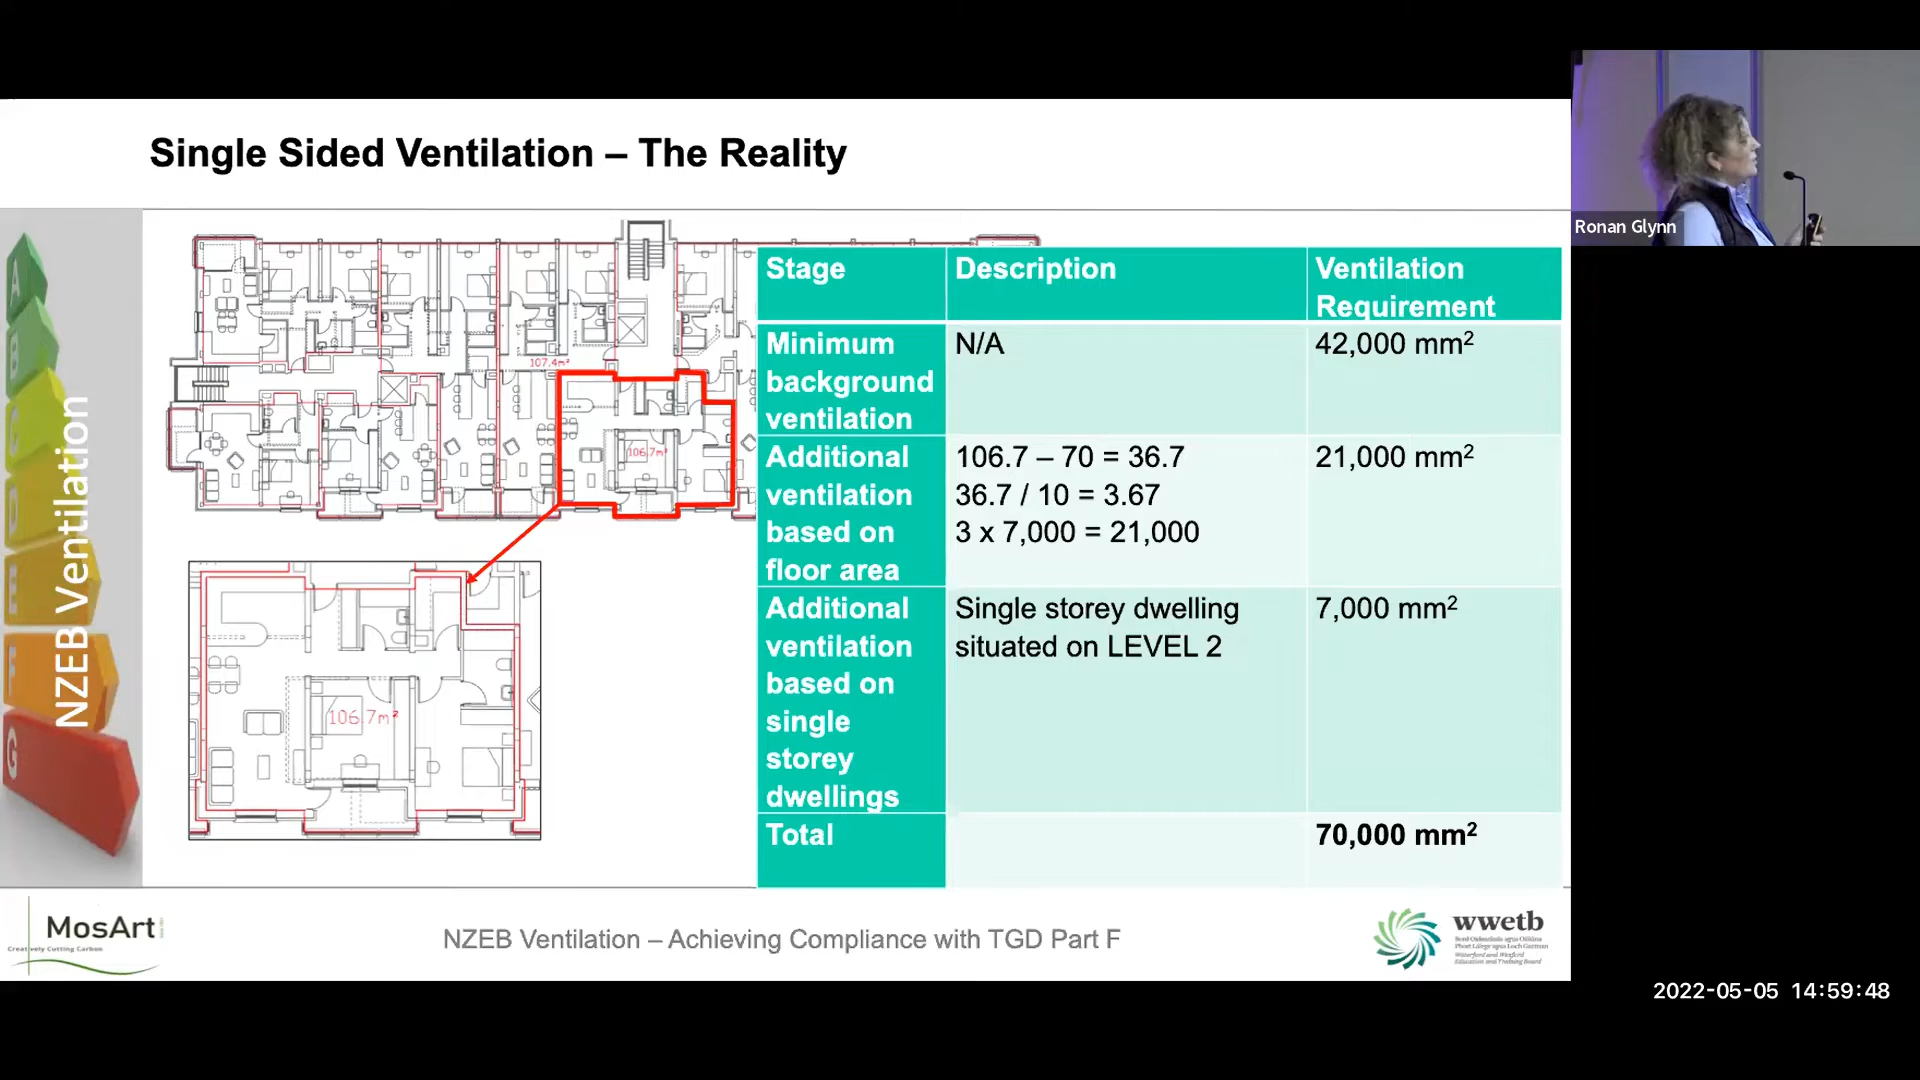 Single Sided Ventilation – The Reality
Ronan Glynn
NZEB Ventilation
A
B
C
D
E
F
G
107.4m²
106.7m²
106.7m²
Stage
Description
Ventilation
Requirement
Minimum
background
ventilation
N/A
42,000 mm²
Additional
ventilation
based on
floor area
106.7 – 70 = 36.7
36.7 / 10 = 3.67
3 x 7,000 = 21,000
21,000 mm²
Additional
ventilation
based on
single
storey
dwellings
Single storey dwelling
situated on LEVEL 2
7,000 mm²
Total
70,000 mm²
MosArt
Creatively Cutting Carbon
NZEB Ventilation – Achieving Compliance with TGD Part F
wwetb
Bord Oideachais agus Oiliúna
Phort Láirge agus Loch Garman
Waterford and Wexford
Education and Training Board
2022-05-05 14:59:48